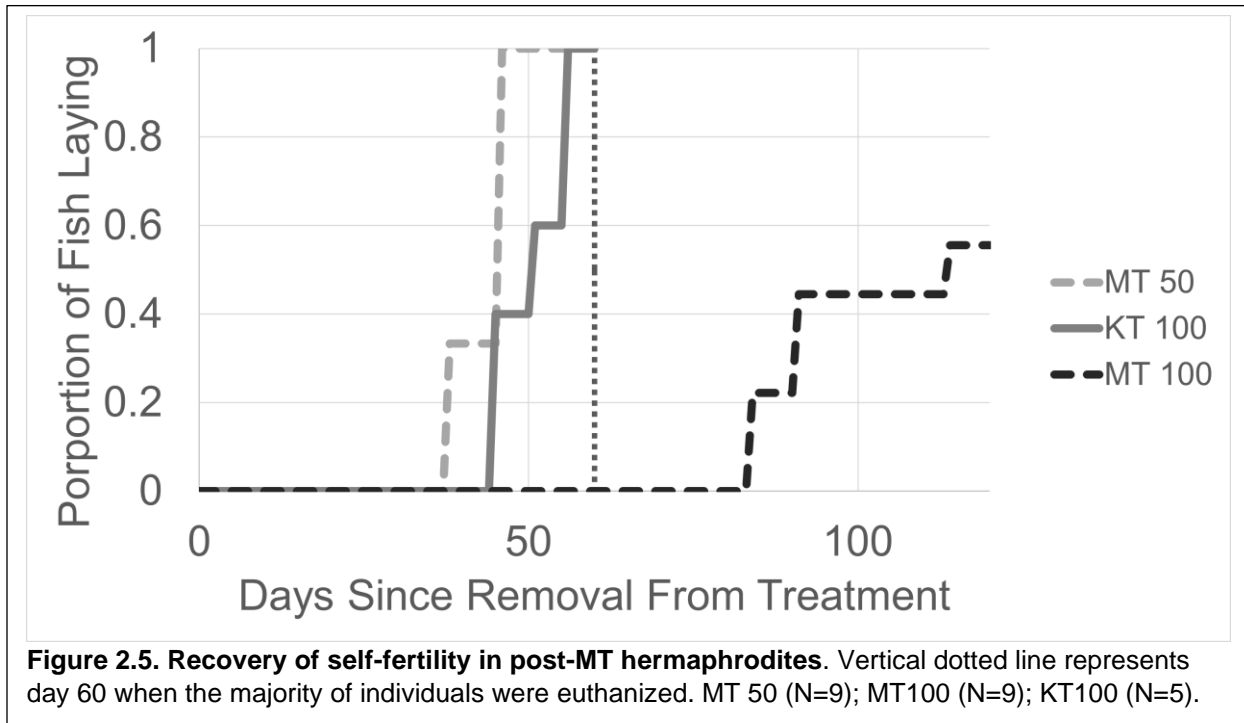 Porportion of Fish Laying
1
0.8
0.6
0.4
0.2
0
0
50
100
Days Since Removal From Treatment
MT 50
KT 100
MT 100
Figure 2.5. Recovery of self-fertility in post-MT hermaphrodites. Vertical dotted line represents
day 60 when the majority of individuals were euthanized. MT 50 (N=9); MT100 (N=9); KT100 (N=5).